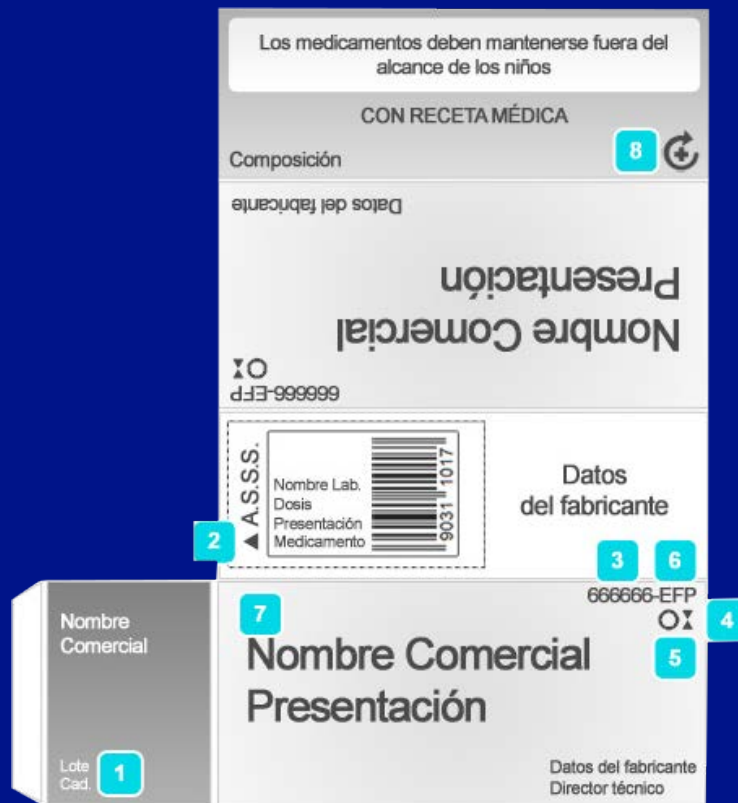 Los medicamentos deben mantenerse fuera del
alcance de los niños
CON RECETA MÉDICA
8
Composición
666666-EFP
Nombre Comercial
Presentación
Datos del fabricante
A.S.S.S.
Nombre Lab.
Dosis
Presentación
Medicamento
9031 1017
2
Datos
del fabricante
3
6
666666-EFP
4
5
7
Nombre Comercial
Presentación
Datos del fabricante
Director técnico
Nombre
Comercial
Lote
Cad.
1